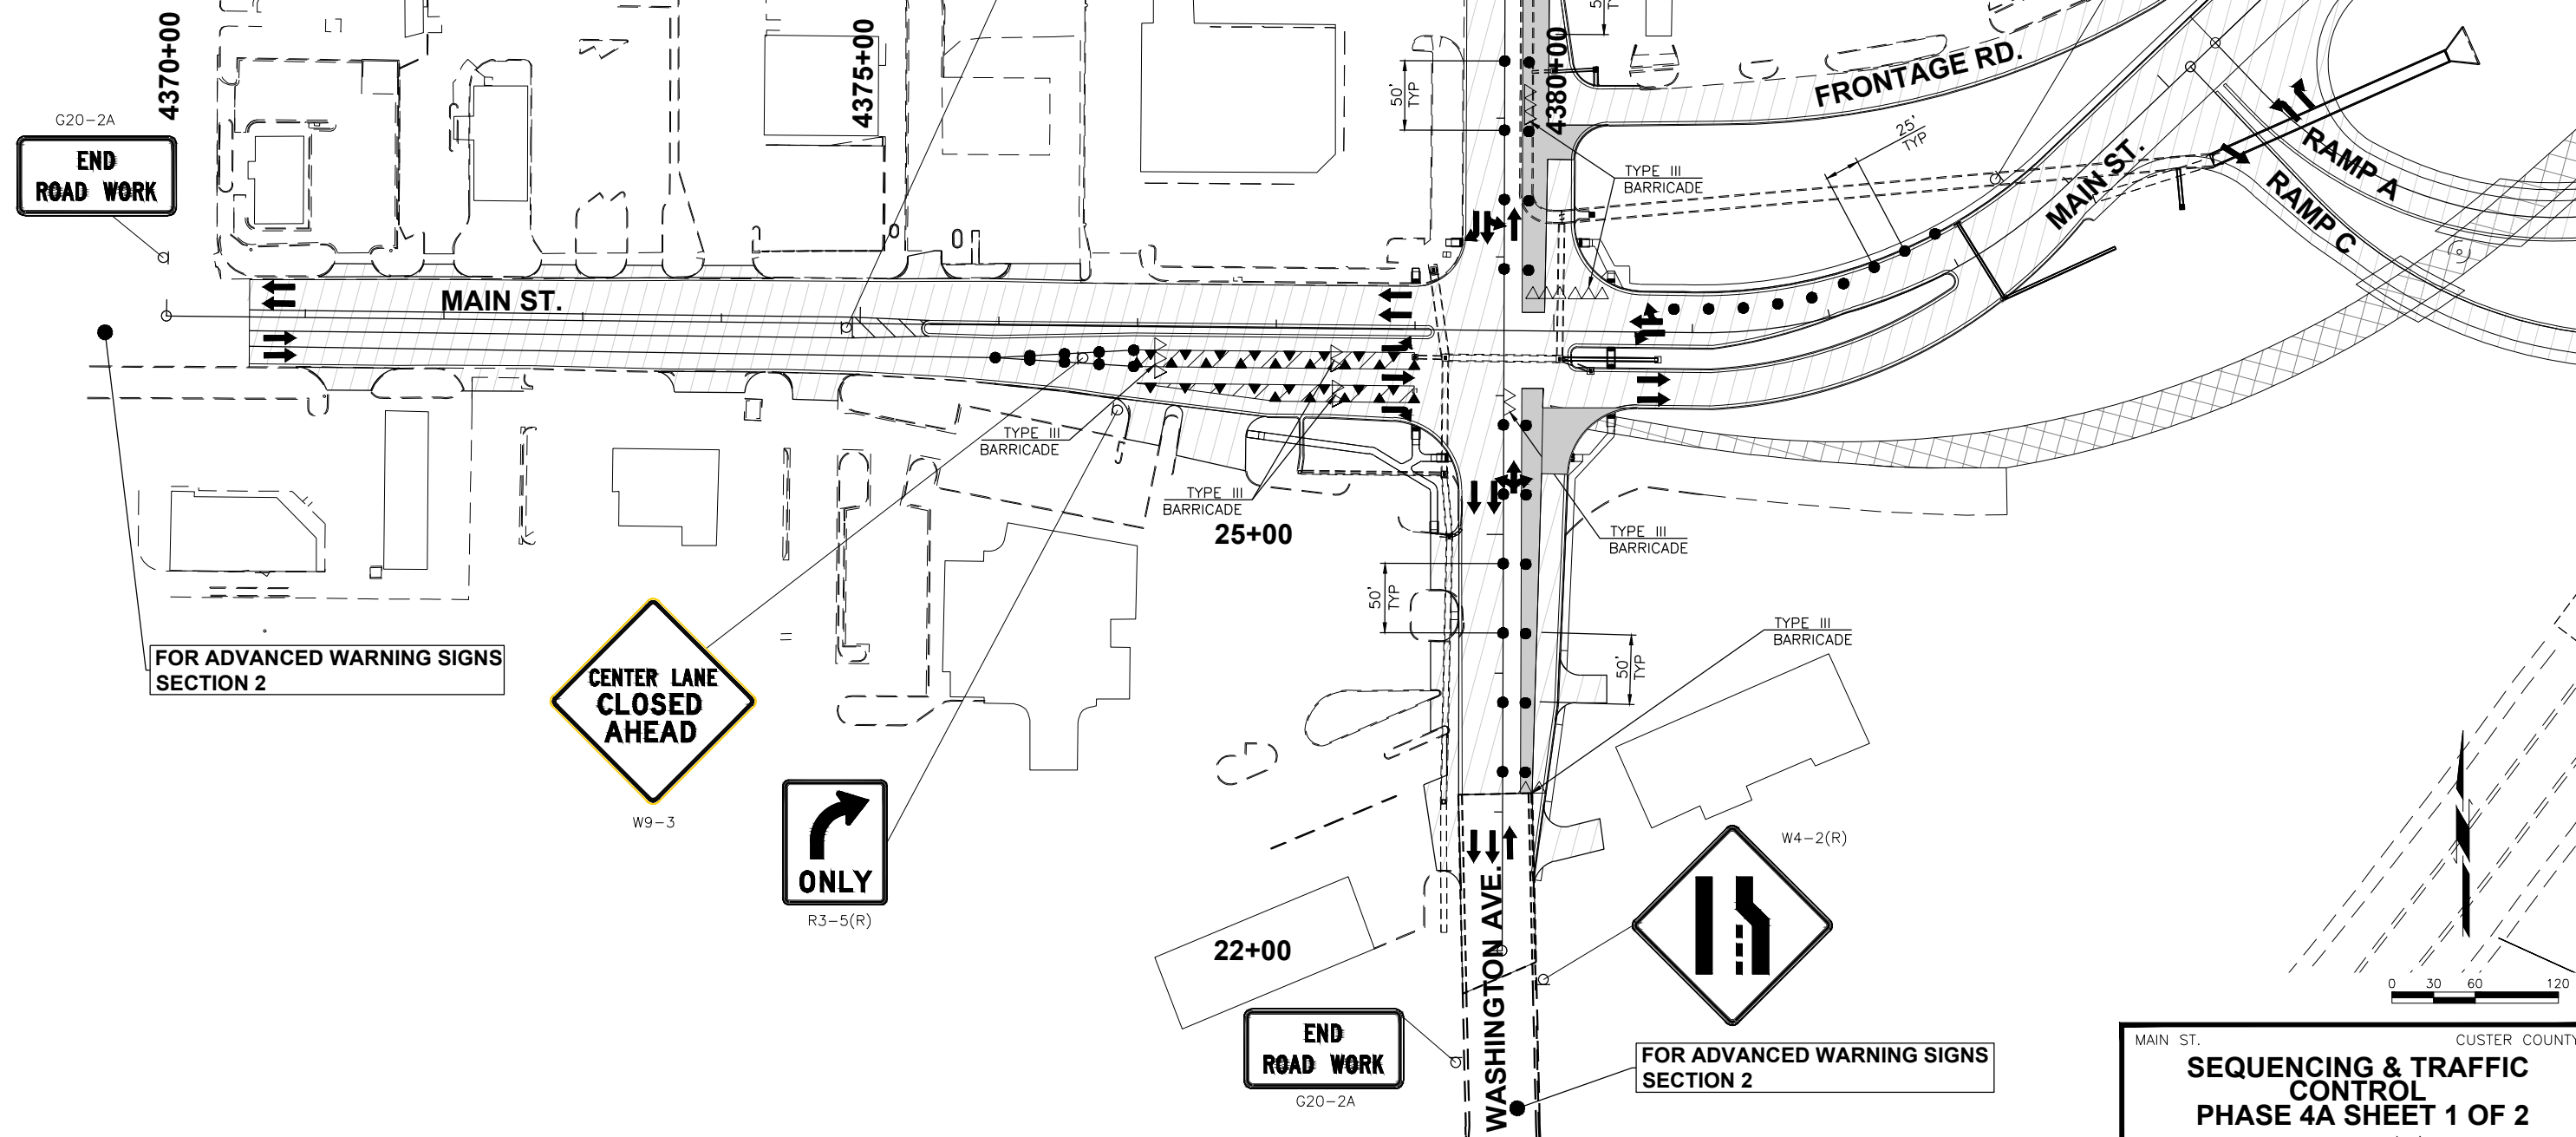 4370+00
4375+00
4380+00
G20-2A
END
ROAD WORK
50'
TYP
FRONTAGE RD.
25'
TYP
TYPE III
BARRICADE
MAIN ST.
RAMP A
RAMP C
MAIN ST.
TYPE III
BARRICADE
TYPE III
BARRICADE
25+00
TYPE III
BARRICADE
50'
TYP
50'
TYP
TYPE III
BARRICADE
FOR ADVANCED WARNING SIGNS
SECTION 2
CENTER LANE
CLOSED
AHEAD
W9-3
ONLY
R3-5(R)
W4-2(R)
22+00
WASHINGTON AVE.
END
ROAD WORK
G20-2A
FOR ADVANCED WARNING SIGNS
SECTION 2
0 30 60 120
MAIN ST. CUSTER COUNTY
SEQUENCING & TRAFFIC
CONTROL
PHASE 4A SHEET 1 OF 2